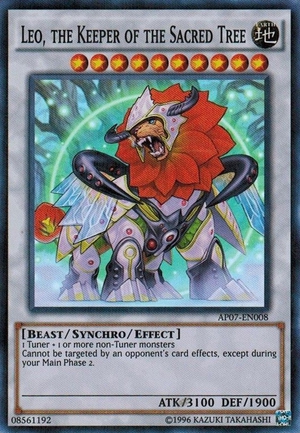 LEO, THE KEEPER OF THE SACRED TREE
EARTH
地
AP07-EN008
[BEAST/SYNCHRO/EFFECT]
1 Tuner + 1 or more non-Tuner monsters
Cannot be targeted by an opponent's card effects, except during
your Main Phase 2.
ATK/3100 DEF/1900
08561192
©1996 KAZUKI TAKAHASHI